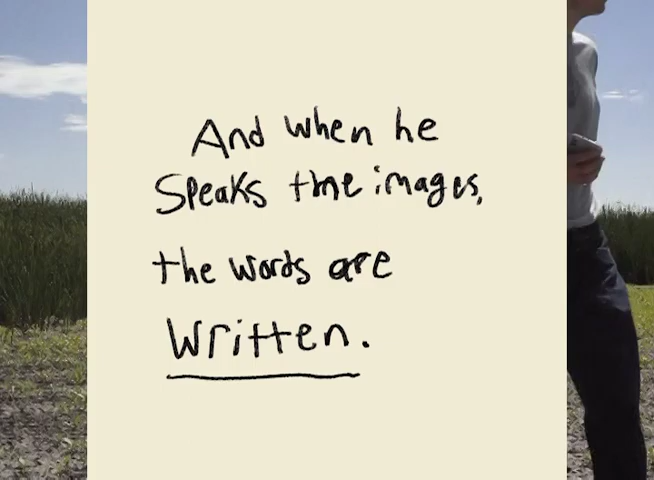 And when he
Speaks the images,
the words are
Written.